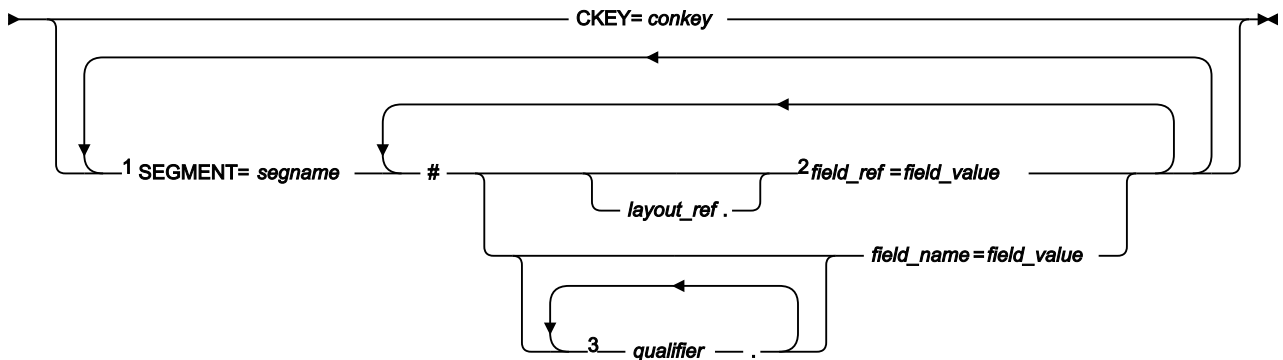 CKEY= conkey
1 SEGMENT= segname # 2 field_ref =field_value
layout_ref .
field_name =field_value
3 qualifier .